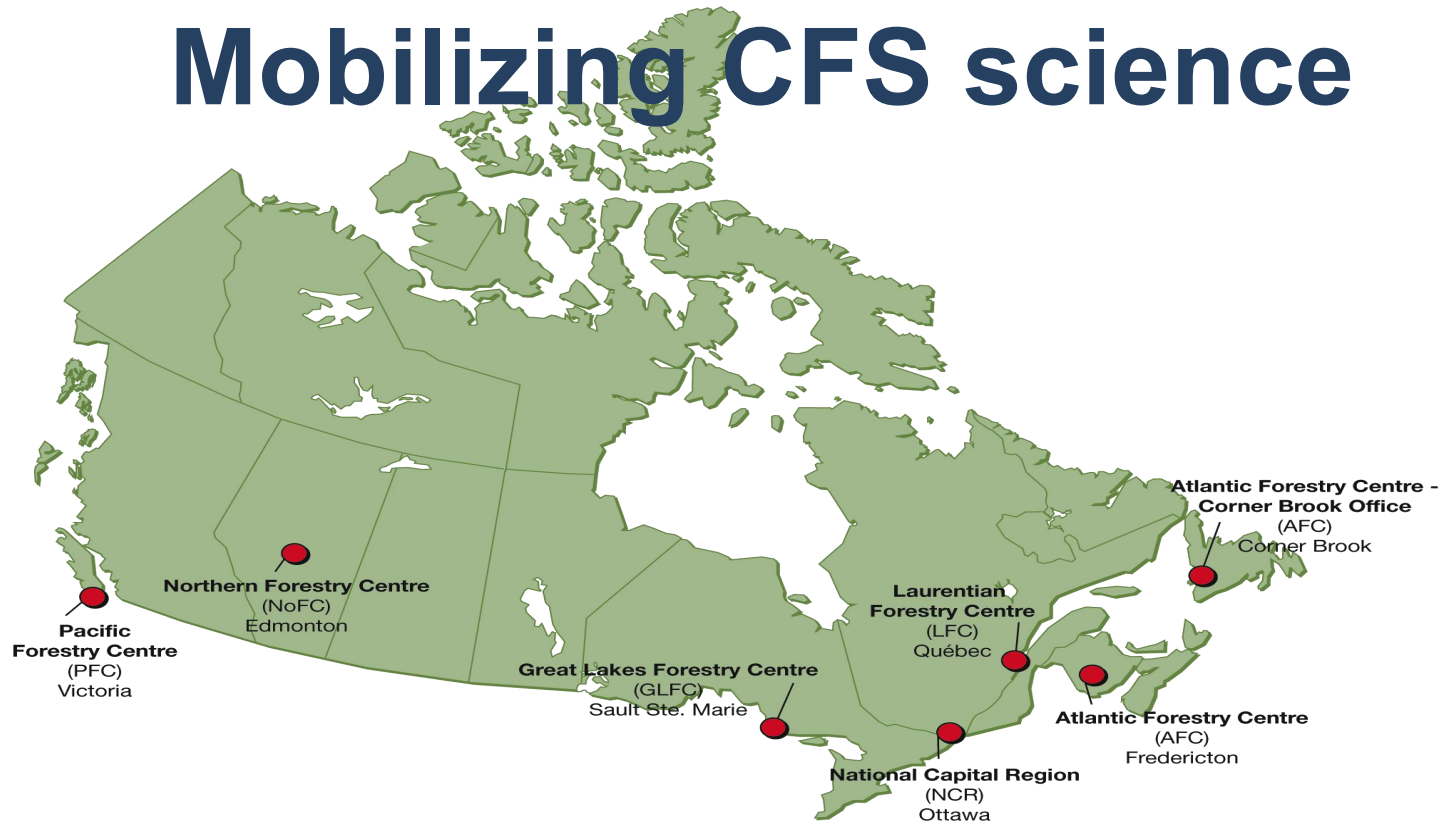 Mobilizing CFS science
Atlantic Forestry Centre -
Corner Brook Office
(AFC)
Corner Brook
Northern Forestry Centre
(NoFC)
Edmonton
Pacific
Forestry Centre
(PFC)
Victoria
Laurentian
Forestry Centre
(LFC)
Québec
Great Lakes Forestry Centre
(GLFC)
Sault Ste. Marie
Atlantic Forestry Centre
(AFC)
Fredericton
National Capital Region
(NCR)
Ottawa